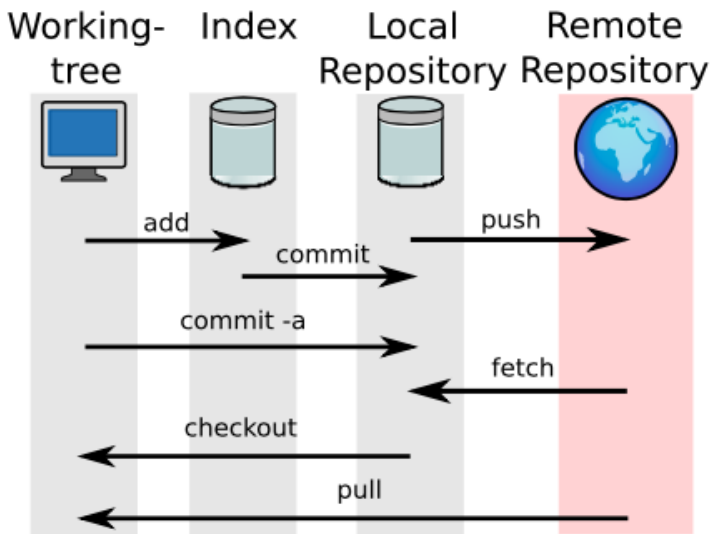 Working-
tree
Index
Local
Repository
Remote
Repository
add
push
commit
commit -a
fetch
checkout
pull